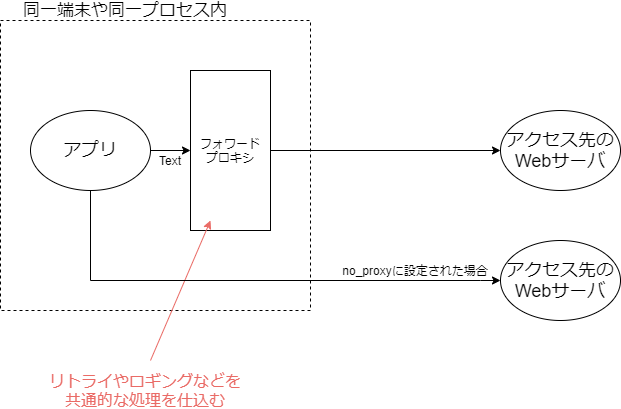 同一端末や同一プロセス内
アプリ
Text
フォワード
プロキシ
アクセス先の
Webサーバ
no_proxyに設定された場合
アクセス先の
Webサーバ
リトライやロギングなどを
共通的な処理を仕込む